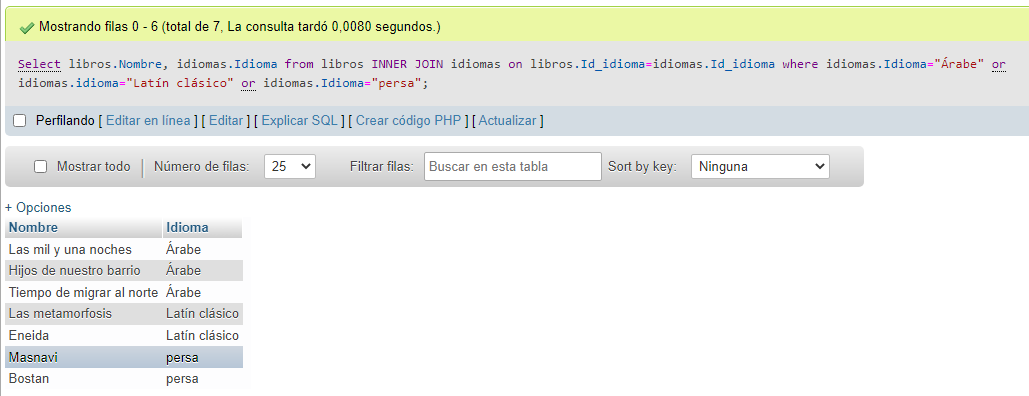 Mostrando filas 0 - 6 (total de 7, La consulta tardó 0,0080 segundos.)
Select libros.Nombre, idiomas.Idioma from libros INNER JOIN idiomas on libros.Id_idioma=idiomas.Id_idioma where idiomas.Idioma="Árabe" or
idiomas.idioma="Latín clásico" or idiomas.Idioma="persa";
Perfilando [ Editar en línea ] [ Editar ] [ Explicar SQL ] [ Crear código PHP ] [ Actualizar ]
Mostrar todo Número de filas: 25 Filtrar filas: Buscar en esta tabla Sort by key: Ninguna
+ Opciones
Nombre Idioma
Las mil y una noches Árabe
Hijos de nuestro barrio Árabe
Tiempo de migrar al norte Árabe
Las metamorfosis Latín clásico
Eneida Latín clásico
Masnavi persa
Bostan persa